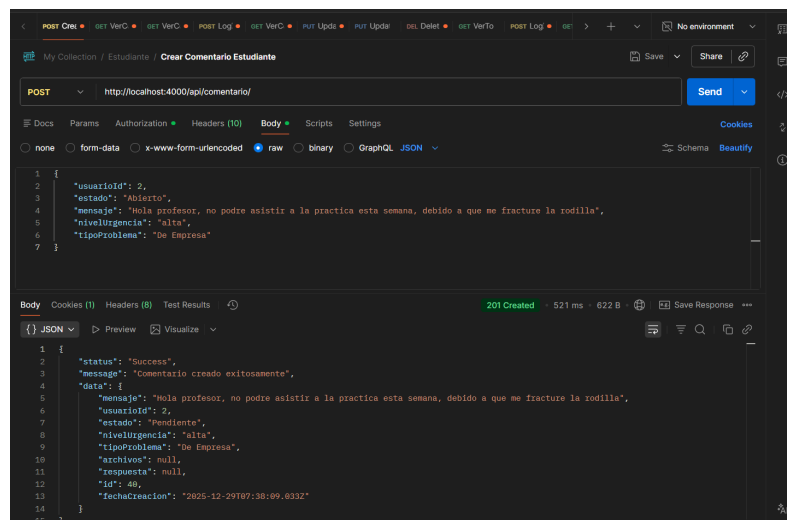 POST Crea GET VerC GET VerC POST Log GET VerC PUT Updat PUT Updat DEL Delet GET VerTo POST Log GE No environment
My Collection / Estudiante / Crear Comentario Estudiante Save Share
POST http://localhost:4000/api/comentario/ Send
Docs Params Authorization Headers (10) Body Scripts Settings Cookies
none form-data x-www-form-urlencoded raw binary GraphQL JSON Schema Beautify
1 {
2 "usuarioId": 2,
3 "estado": "Abierto",
4 "mensaje": "Hola profesor, no podre asistir a la practica esta semana, debido a que me fracture la rodilla",
5 "nivelUrgencia": "alta",
6 "tipoProblema": "De Empresa"
7 }
Body Cookies (1) Headers (8) Test Results 201 Created 521 ms 622 B Save Response
{} JSON Preview Visualize
1 {
2 "status": "Success",
3 "message": "Comentario creado exitosamente",
4 "data": {
5 "mensaje": "Hola profesor, no podre asistir a la practica esta semana, debido a que me fracture la rodilla",
6 "usuarioId": 2,
7 "estado": "Pendiente",
8 "nivelUrgencia": "alta",
9 "tipoProblema": "De Empresa",
10 "archivos": null,
11 "respuesta": null,
12 "id": 40,
13 "fechaCreacion": "2025-12-29T07:38:09.033Z"
14 }